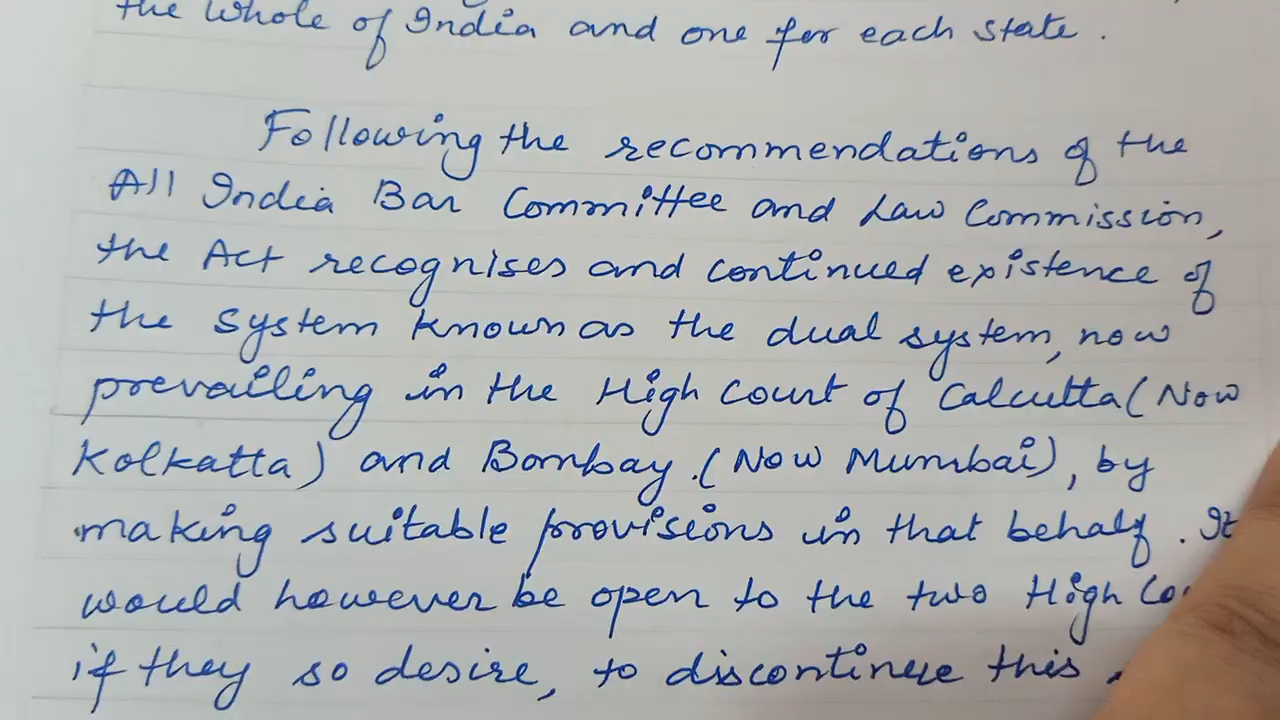 the whole of India and one for each state.
Following the recommendations of the
All India Bar Committee and Law Commission,
the Act recognises and continued existence of
the system known as the dual system, now
prevailing in the High Court of Calcutta (Now
Kolkatta) and Bombay. (Now Mumbai), by
making suitable provisions in that behalf. It
would however be open to the two High
if they so desire, to discontinue this